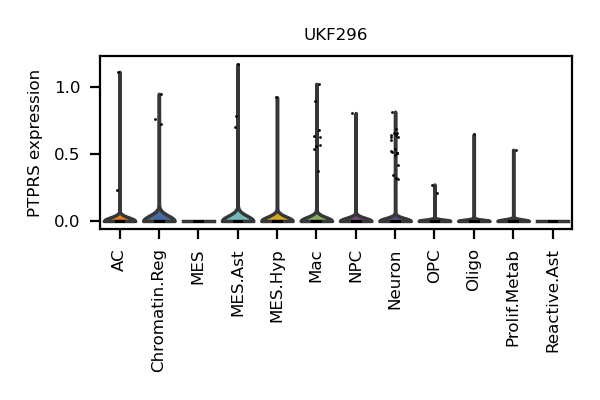 UKF296
PTPRS expression
1.0
0.5
0.0
AC
Chromatin.Reg
MES
MES.Ast
MES.Hyp
Mac
NPC
Neuron
OPC
Oligo
Prolif.Metab
Reactive.Ast